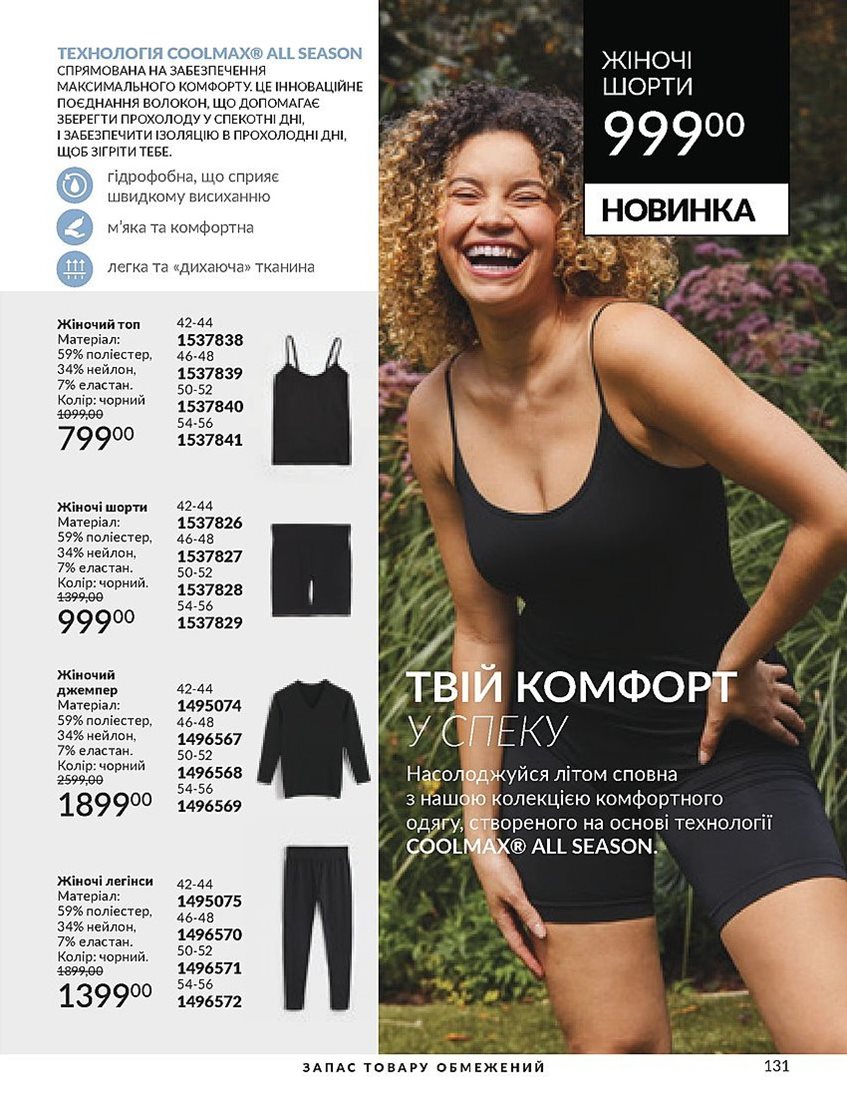 ТЕХНОЛОГІЯ COOLMAX® ALL SEASON
СПРЯМОВАНА НА ЗАБЕЗПЕЧЕННЯ
МАКСИМАЛЬНОГО КОМФОРТУ. ЦЕ ІННОВАЦІЙНЕ
ПОЄДНАННЯ ВОЛОКОН, ЩО ДОПОМАГАЄ
ЗБЕРЕГТИ ПРОХОЛОДУ У СПЕКОТНІ ДНІ,
І ЗАБЕЗПЕЧИТИ ІЗОЛЯЦІЮ В ПРОХОЛОДНІ ДНІ,
ЩОБ ЗІГРІТИ ТЕБЕ.
гідрофобна, що сприяє
швидкому висиханню
м’яка та комфортна
легка та «дихаюча» тканина
ЖІНОЧІ
ШОРТИ
999⁰⁰
НОВИНКА
Жіночий топ
Матеріал:
59% поліестер,
34% нейлон,
7% еластан.
Колір: чорний
1099,00
799⁰⁰
42-44
1537838
46-48
1537839
50-52
1537840
54-56
1537841
Жіночі шорти
Матеріал:
59% поліестер,
34% нейлон,
7% еластан.
Колір: чорний.
1399,00
999⁰⁰
42-44
1537826
46-48
1537827
50-52
1537828
54-56
1537829
Жіночий
джемпер
Матеріал:
59% поліестер,
34% нейлон,
7% еластан.
Колір: чорний
2599,00
1899⁰⁰
42-44
1495074
46-48
1496567
50-52
1496568
54-56
1496569
Жіночі легінси
Матеріал:
59% поліестер,
34% нейлон,
7% еластан.
Колір: чорний.
1899,00
1399⁰⁰
42-44
1495075
46-48
1496570
50-52
1496571
54-56
1496572
ТВІЙ КОМФОРТ
У СПЕКУ
Насолоджуйся літом сповна
з нашою колекцією комфортного
одягу, створеного на основі технології
COOLMAX® ALL SEASON.
ЗАПАС ТОВАРУ ОБМЕЖЕНИЙ
131